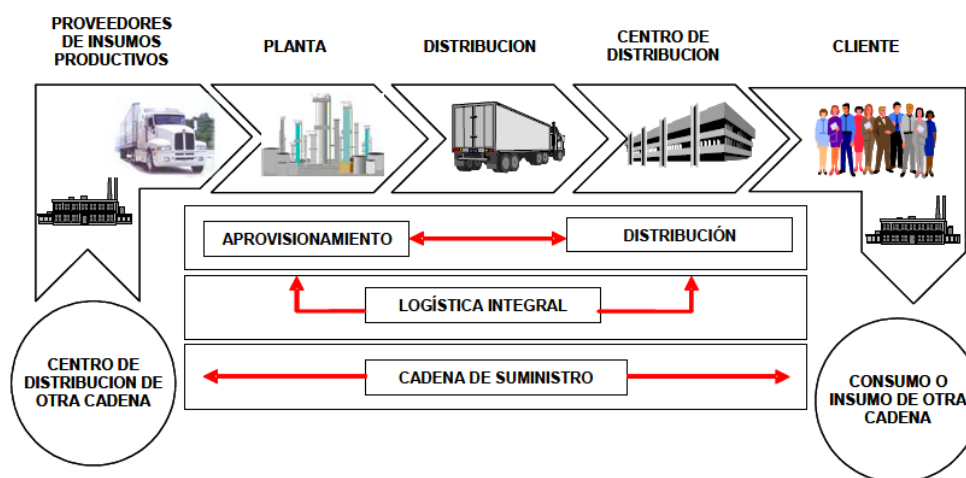 PROVEEDORES
DE INSUMOS
PRODUCTIVOS
PLANTA
DISTRIBUCION
CENTRO DE
DISTRIBUCION
CLIENTE
APROVISIONAMIENTO
DISTRIBUCIÓN
LOGÍSTICA INTEGRAL
CADENA DE SUMINISTRO
CENTRO DE
DISTRIBUCION DE
OTRA CADENA
CONSUMO O
INSUMO DE OTRA
CADENA